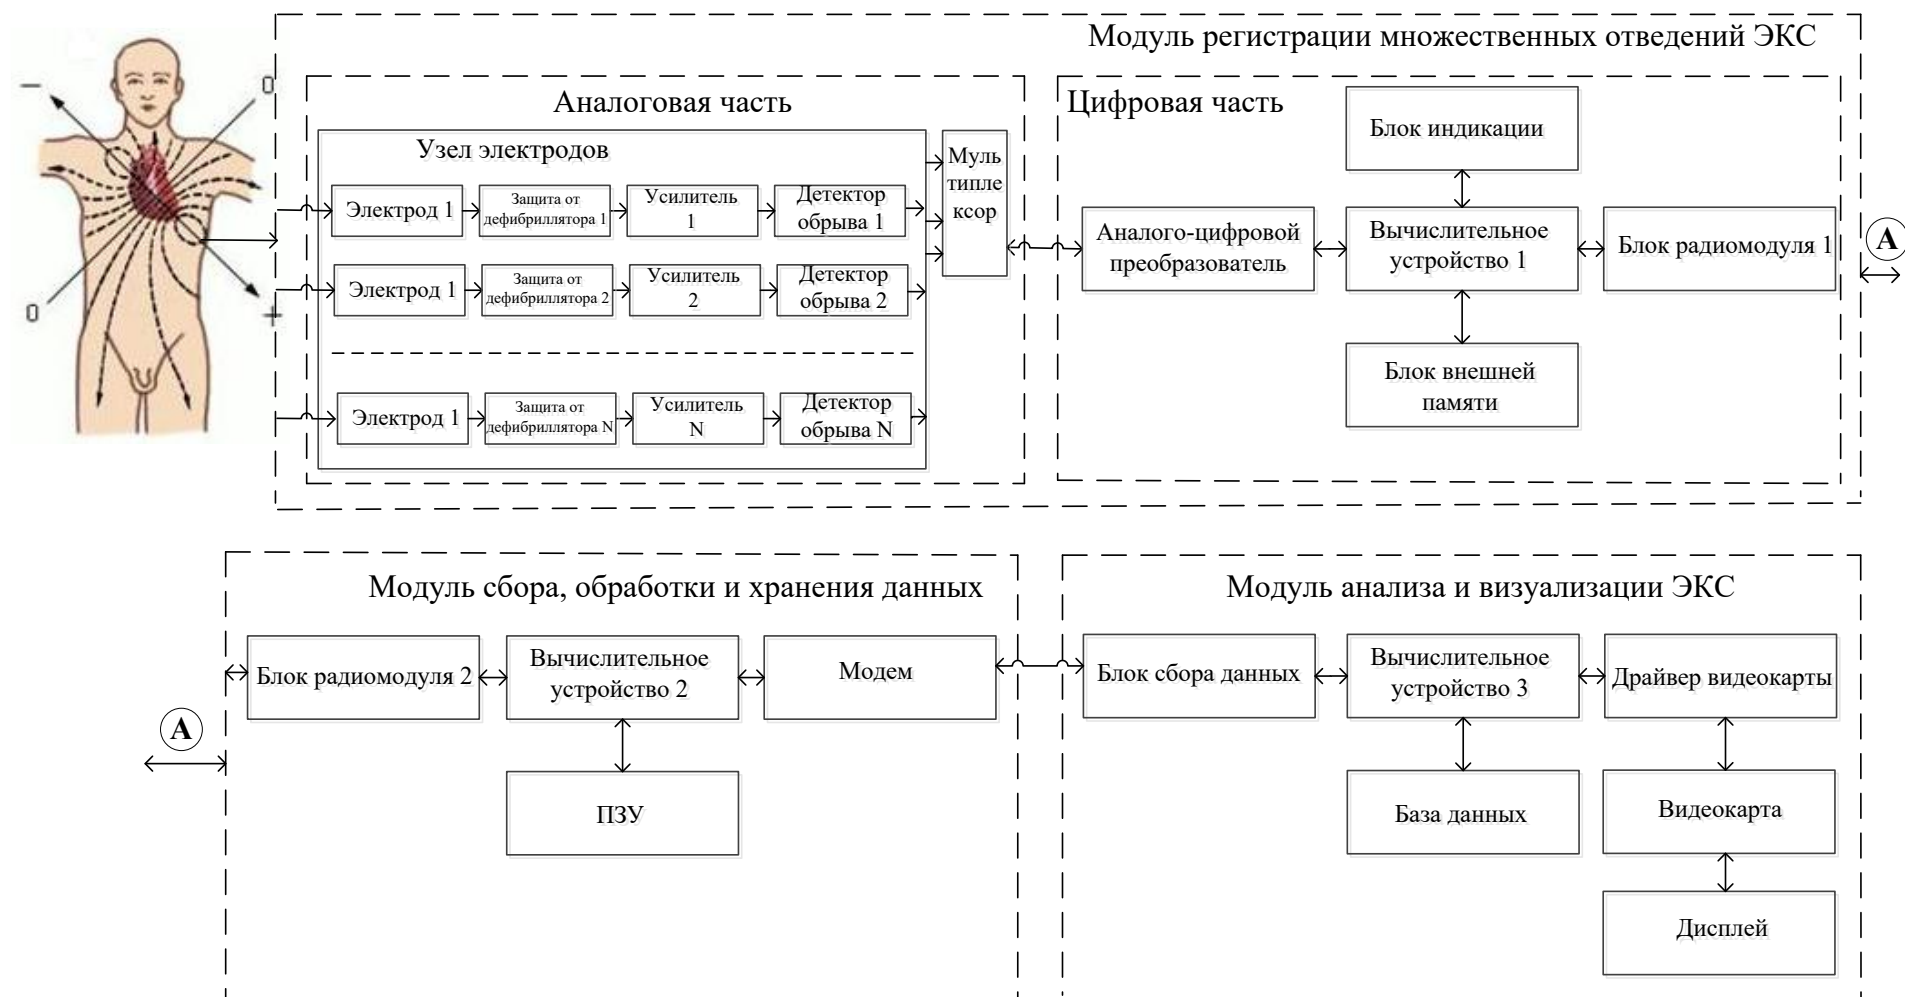 Модуль регистрации множественных отведений ЭКС
–
0
0
+
Аналоговая часть
Узел электродов
Электрод 1
Защита от
дефибриллятора 1
Усилитель
1
Детектор
обрыва 1
Электрод 1
Защита от
дефибриллятора 2
Усилитель
2
Детектор
обрыва 2
Электрод 1
Защита от
дефибриллятора N
Усилитель
N
Детектор
обрыва N
Муль
типле
ксор
Цифровая часть
Блок индикации
Аналого-цифровой
преобразователь
Вычислительное
устройство 1
Блок радиомодуля 1
Блок внешней
памяти
А
А
Модуль сбора, обработки и хранения данных
Блок радиомодуля 2
Вычислительное
устройство 2
Модем
ПЗУ
Модуль анализа и визуализации ЭКС
Блок сбора данных
Вычислительное
устройство 3
Драйвер видеокарты
База данных
Видеокарта
Дисплей